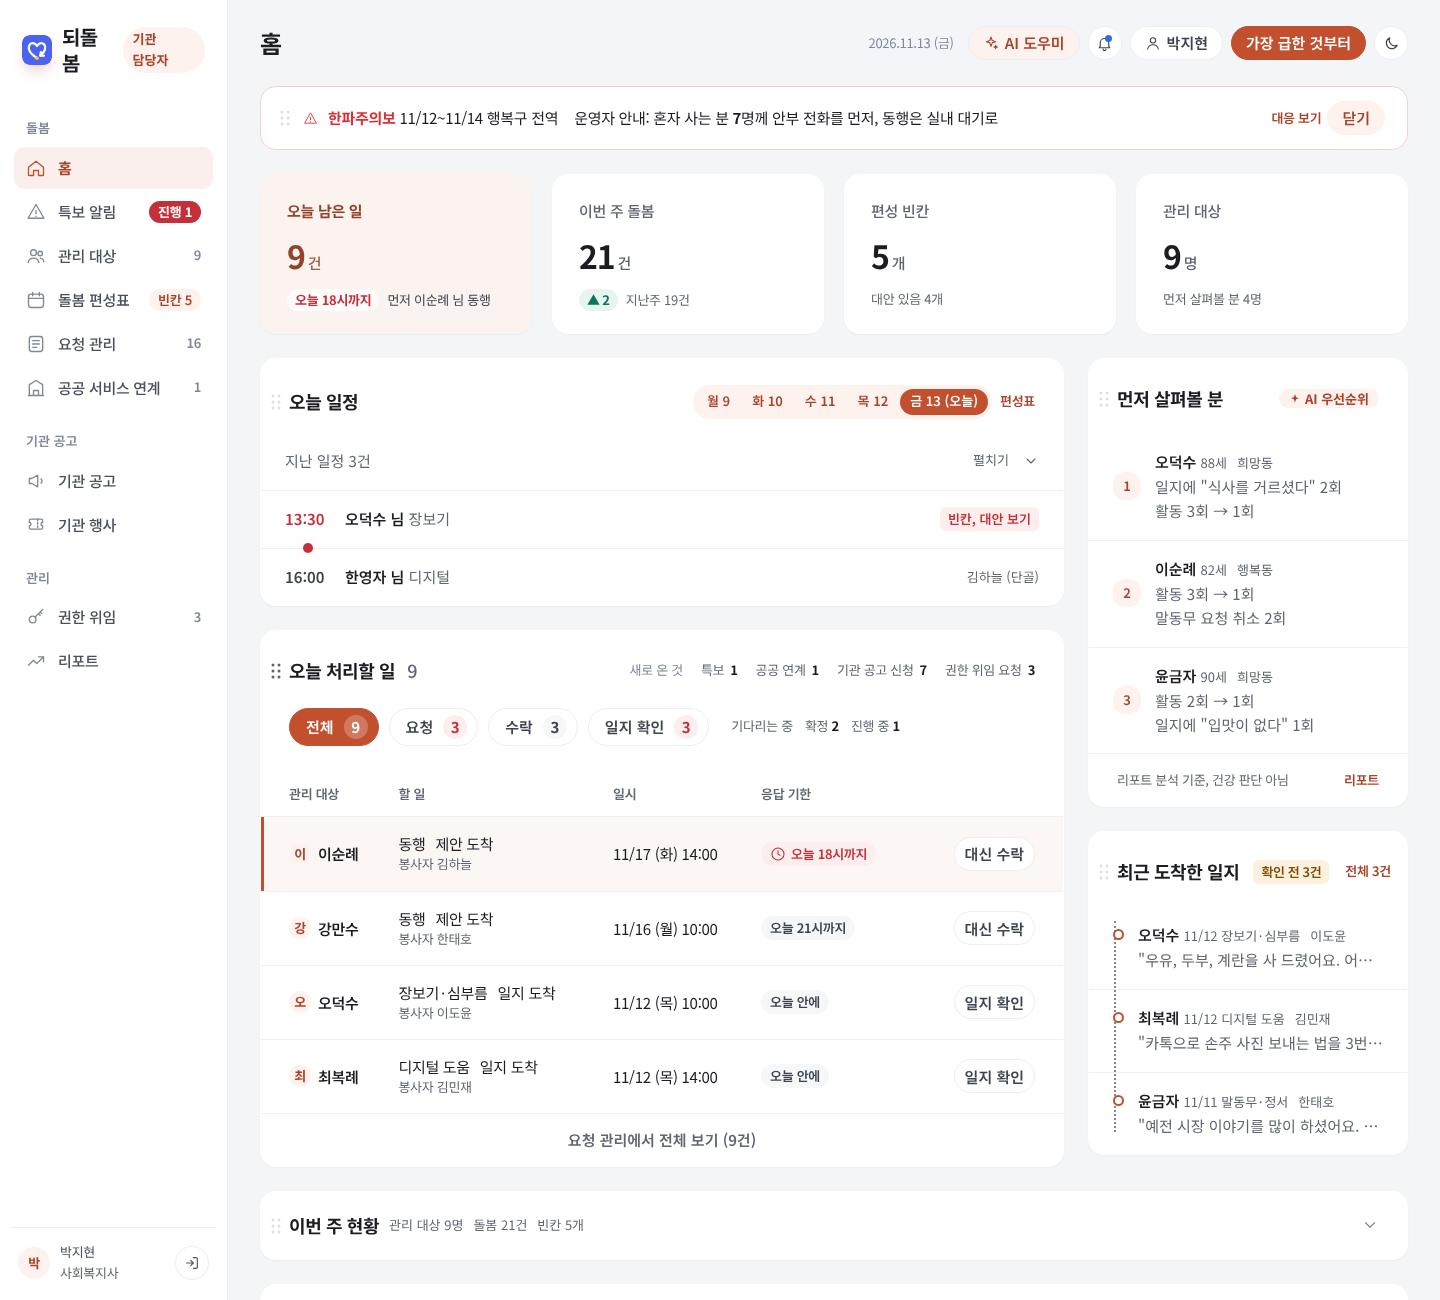 되돌봄
기관 담당자
돌봄
홈
특보 알림 진행 1
관리 대상 9
돌봄 편성표 빈칸 5
요청 관리 16
공공 서비스 연계 1
기관 공고
기관 공고
기관 행사
관리
권한 위임 3
리포트
박
박지현
사회복지사
홈
2026.11.13 (금) AI 도우미 박지현 가장 급한 것부터
한파주의보 11/12~11/14 행복구 전역 운영자 안내: 혼자 사는 분 7명께 안부 전화를 먼저, 동행은 실내 대기로 대응 보기 닫기
오늘 남은 일
9건
오늘 18시까지 먼저 이순례 님 동행
이번 주 돌봄
21건
▲2 지난주 19건
편성 빈칸
5개
대안 있음 4개
관리 대상
9명
먼저 살펴볼 분 4명
오늘 일정 월 9 화 10 수 11 목 12 금 13 (오늘) 편성표
지난 일정 3건 펼치기
13:30 오덕수 님 장보기 빈칸, 대안 보기
16:00 한영자 님 디지털 김하늘 (단골)
오늘 처리할 일 9 새로 온 것 특보 1 공공 연계 1 기관 공고 신청 7 권한 위임 요청 3
전체 9 요청 3 수락 3 일지 확인 3 기다리는 중 확정 2 진행 중 1
관리 대상 할 일 일시 응답 기한
이 이순례 동행 제안 도착 11/17 (화) 14:00 오늘 18시까지 대신 수락
봉사자 김하늘
강 강만수 동행 제안 도착 11/16 (월) 10:00 오늘 21시까지 대신 수락
봉사자 한태호
오 오덕수 장보기·심부름 일지 도착 11/12 (목) 10:00 오늘 안에 일지 확인
봉사자 이도윤
최 최복례 디지털 도움 일지 도착 11/12 (목) 14:00 오늘 안에 일지 확인
봉사자 김민재
요청 관리에서 전체 보기 (9건)
먼저 살펴볼 분 AI 우선순위
1 오덕수 88세 희망동
일지에 "식사를 거르셨다" 2회
활동 3회 → 1회
2 이순례 82세 행복동
활동 3회 → 1회
말동무 요청 취소 2회
3 윤금자 90세 희망동
활동 2회 → 1회
일지에 "입맛이 없다" 1회
리포트 분석 기준, 건강 판단 아님 리포트
최근 도착한 일지 확인 전 3건 전체 3건
오덕수 11/12 장보기·심부름 이도윤
"우유, 두부, 계란을 사 드렸어요. 어…
최복례 11/12 디지털 도움 김민재
"카톡으로 손주 사진 보내는 법을 3번…
윤금자 11/11 말동무·정서 한태호
"예전 시장 이야기를 많이 하셨어요. …
이번 주 현황 관리 대상 9명 돌봄 21건 빈칸 5개